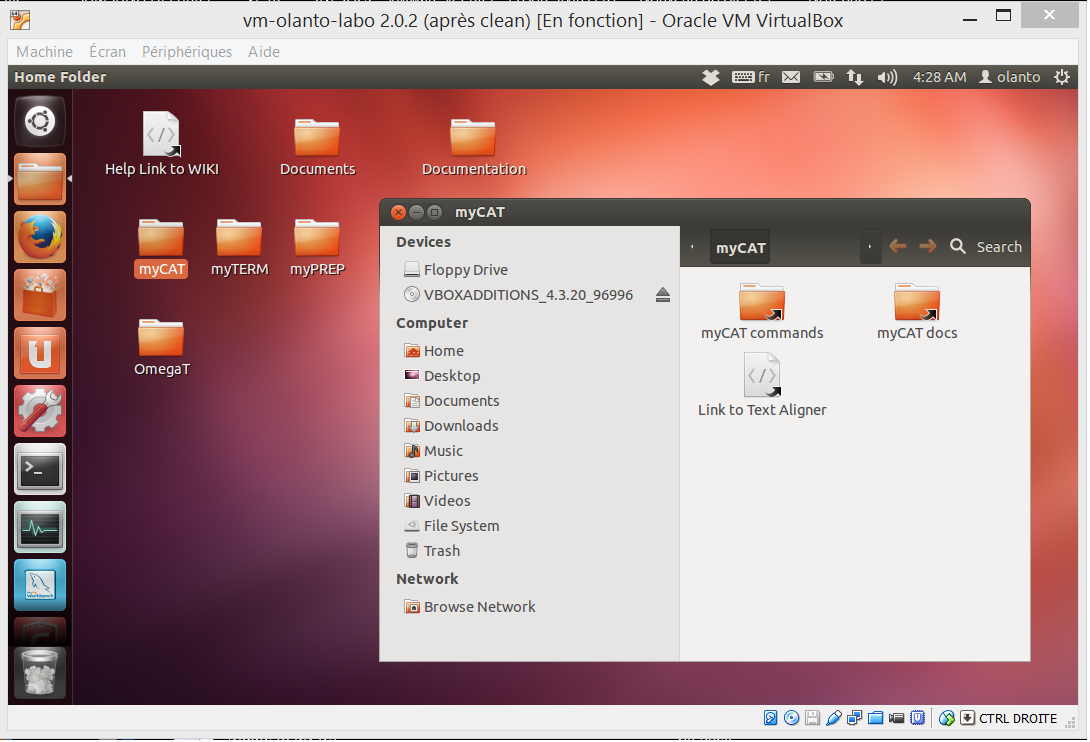 vm-olanto-labo 2.0.2 (après clean) [En fonction] - Oracle VM VirtualBox
Machine Écran Périphériques Aide
Home Folder fr 4:28 AM olanto
Help Link to WIKI Documents Documentation
myCAT myTERM myPREP
OmegaT
myCAT
Devices
Floppy Drive
VBOXADDITIONS_4.3.20_96996
Computer
Home
Desktop
Documents
Downloads
Music
Pictures
Videos
File System
Trash
Network
Browse Network
myCAT Search
myCAT commands myCAT docs
Link to Text Aligner
CTRL DROITE